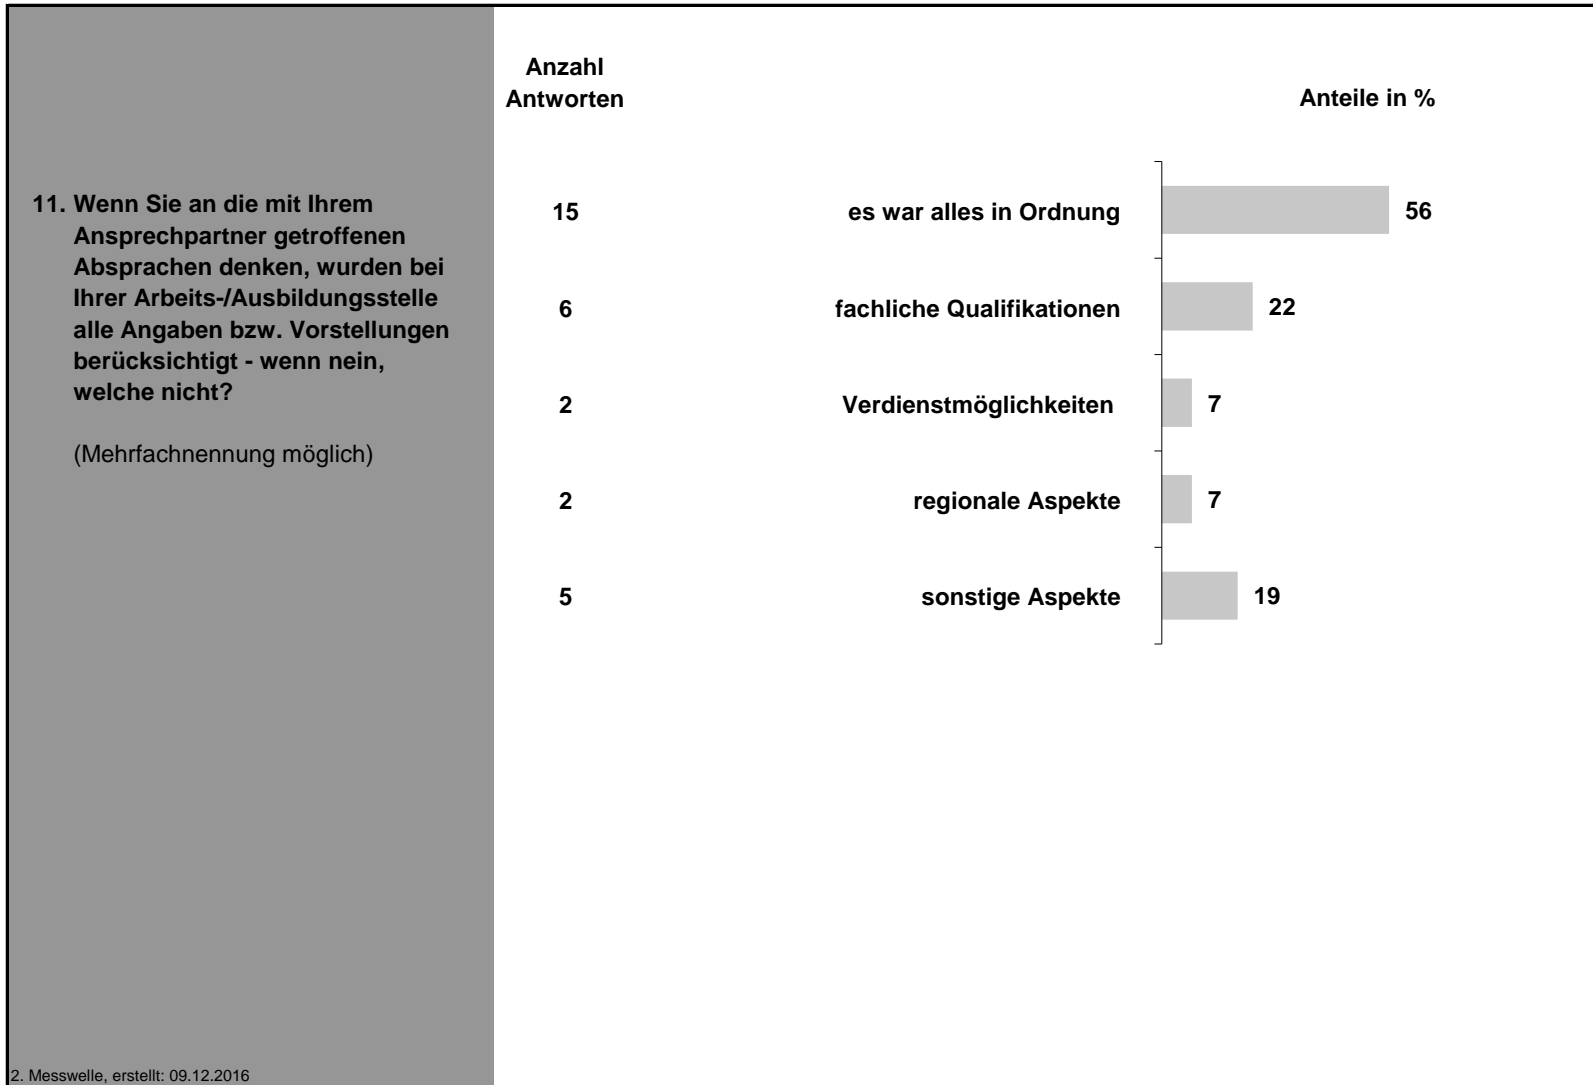 Anzahl
Antworten
Anteile in %
11. Wenn Sie an die mit Ihrem
Ansprechpartner getroffenen
Absprachen denken, wurden bei
Ihrer Arbeits-/Ausbildungsstelle
alle Angaben bzw. Vorstellungen
berücksichtigt - wenn nein,
welche nicht?
(Mehrfachnennung möglich)
15 es war alles in Ordnung 56
6 fachliche Qualifikationen 22
2 Verdienstmöglichkeiten 7
2 regionale Aspekte 7
5 sonstige Aspekte 19
2. Messwelle, erstellt: 09.12.2016